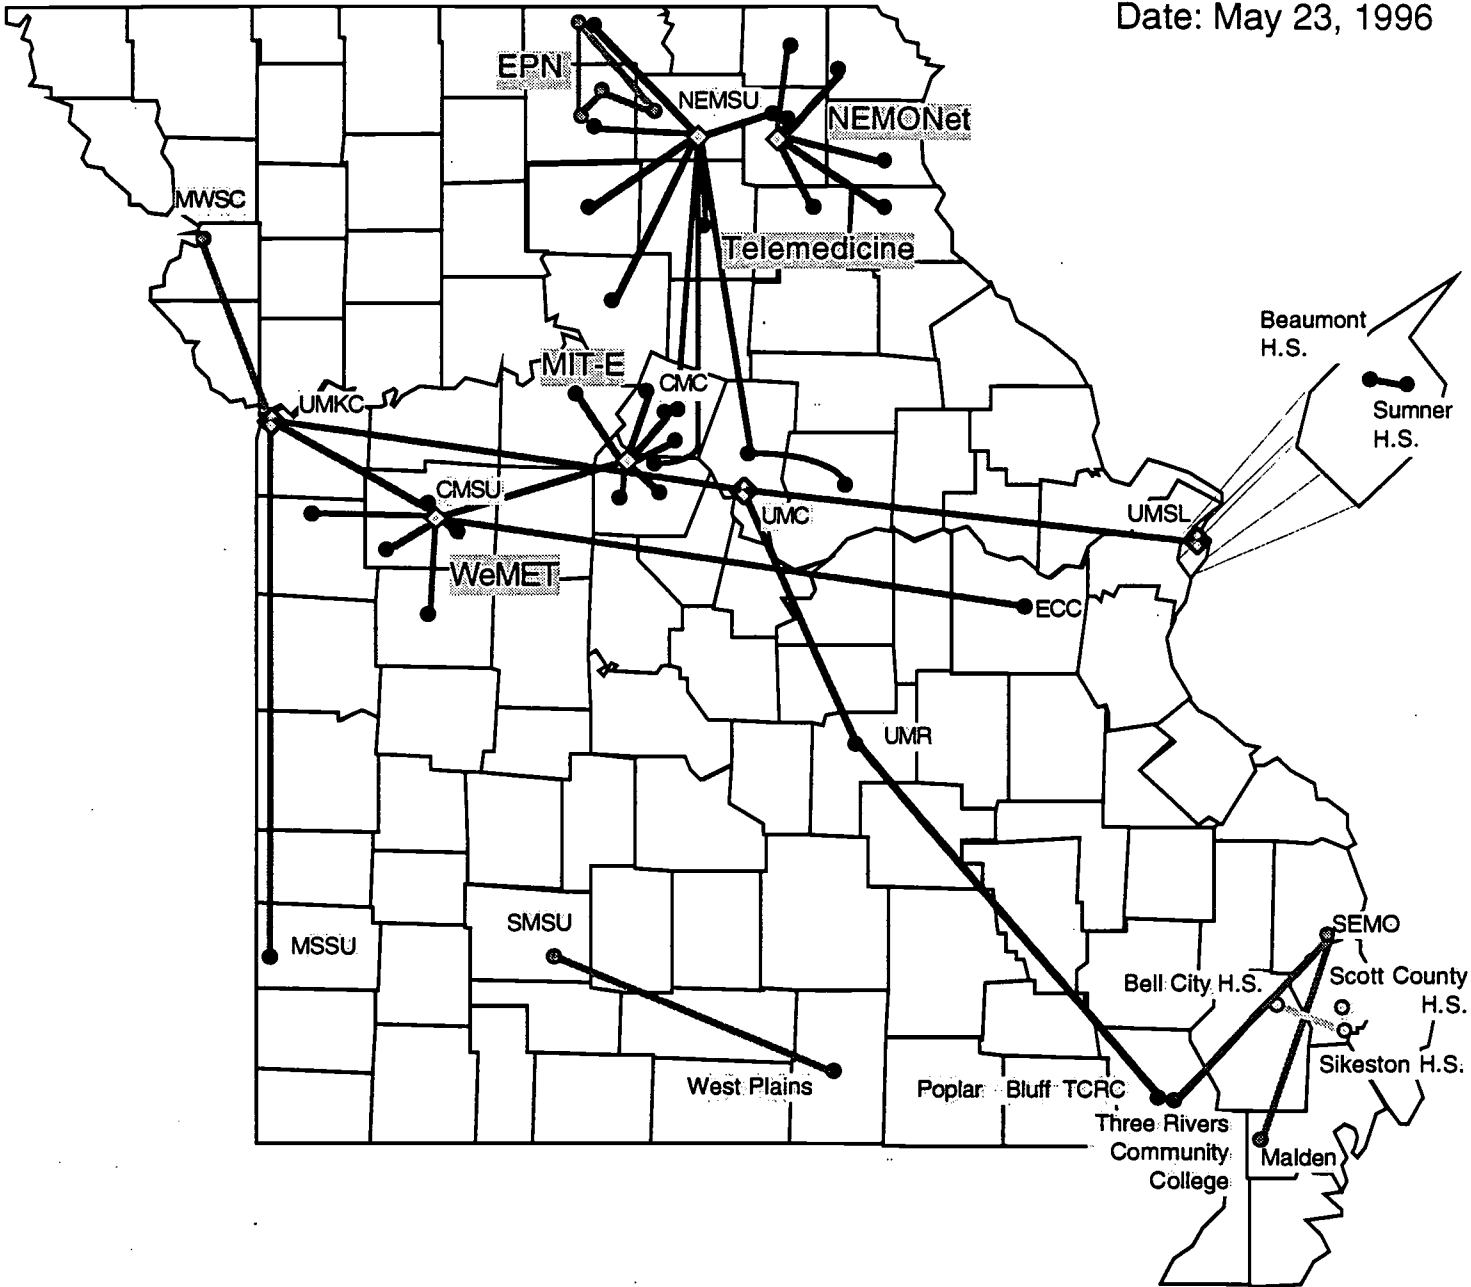 Date: May 23, 1996
EPN
NEMSU
NEMONet
MWSC
Telemedicine
Beaumont
H.S.
MIT-E
CMC
UMKC
Sumner
H.S.
CMSU
UMC
UMSL
WeMET
ECC
UMR
SMSU
MSSU
SEMO
Bell City H.S.
Scott County
H.S.
Sikeston H.S.
West Plains
Poplar Bluff TCRC
Three Rivers
Community
College
Malden